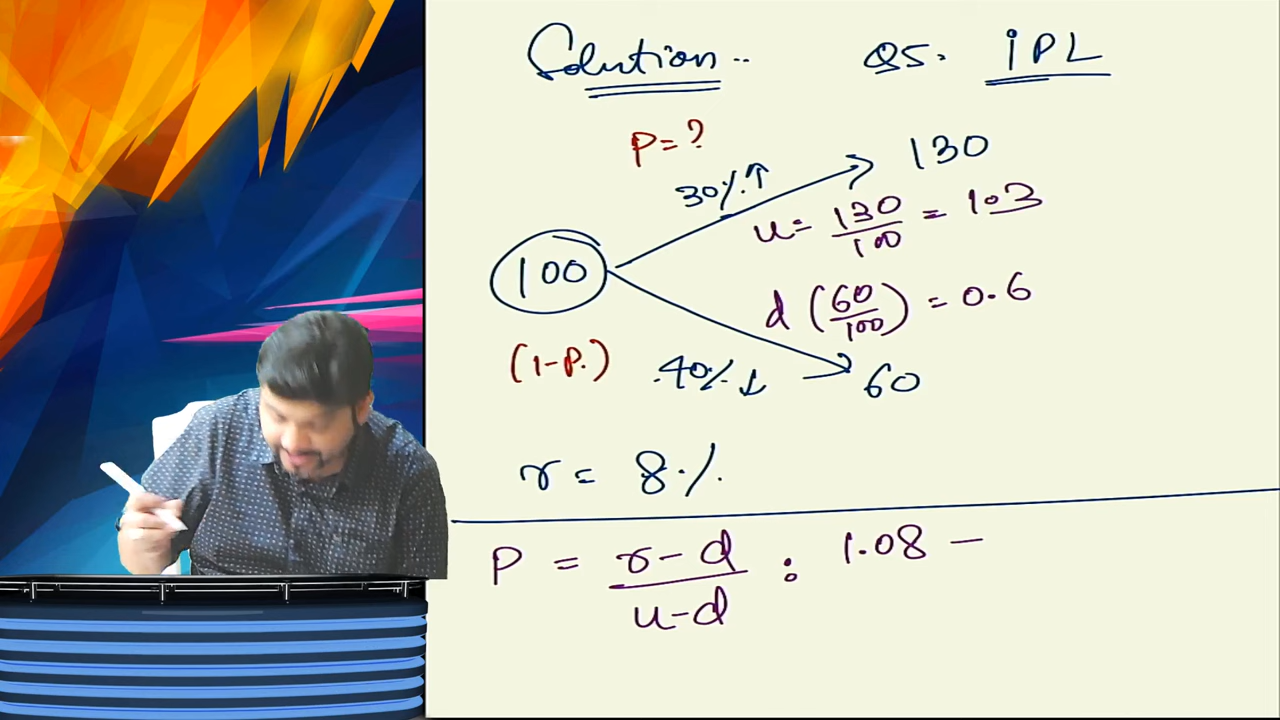 Solution.. Q5. IPL
P=?
30%↑ 130
u= 130/100 = 1.3
100
d (60/100) = 0.6
(1-P.) 40%↓ → 60
r = 8%
P = r-d/u-d : 1.08 -